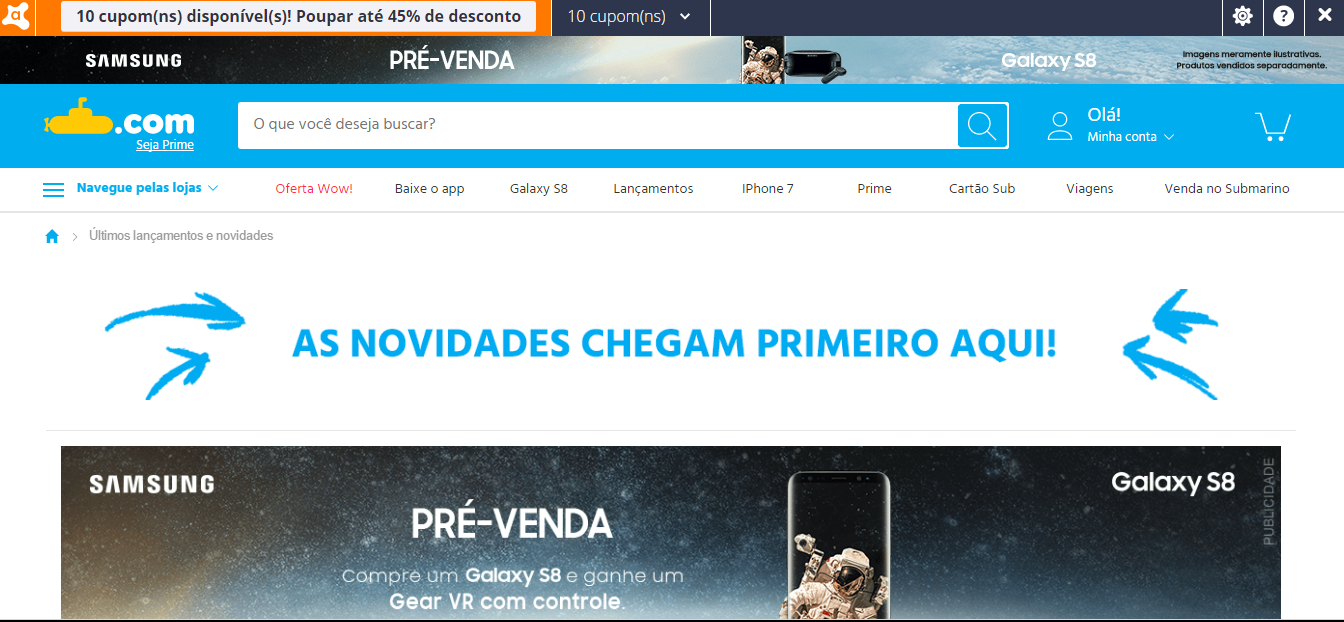 10 cupom(ns) disponível(s)! Poupar até 45% de desconto
10 cupom(ns)
SAMSUNG
PRÉ-VENDA
Galaxy S8
Imagens meramente ilustrativas.
Produtos vendidos separadamente.
.com
Seja Prime
O que você deseja buscar?
Olá!
Minha conta
Navegue pelas lojas
Oferta Wow!
Baixe o app
Galaxy S8
Lançamentos
IPhone 7
Prime
Cartão Sub
Viagens
Venda no Submarino
Últimos lançamentos e novidades
AS NOVIDADES CHEGAM PRIMEIRO AQUI!
SAMSUNG
PRÉ-VENDA
Compre um Galaxy S8 e ganhe um
Gear VR com controle.
Galaxy S8
PUBLICIDADE